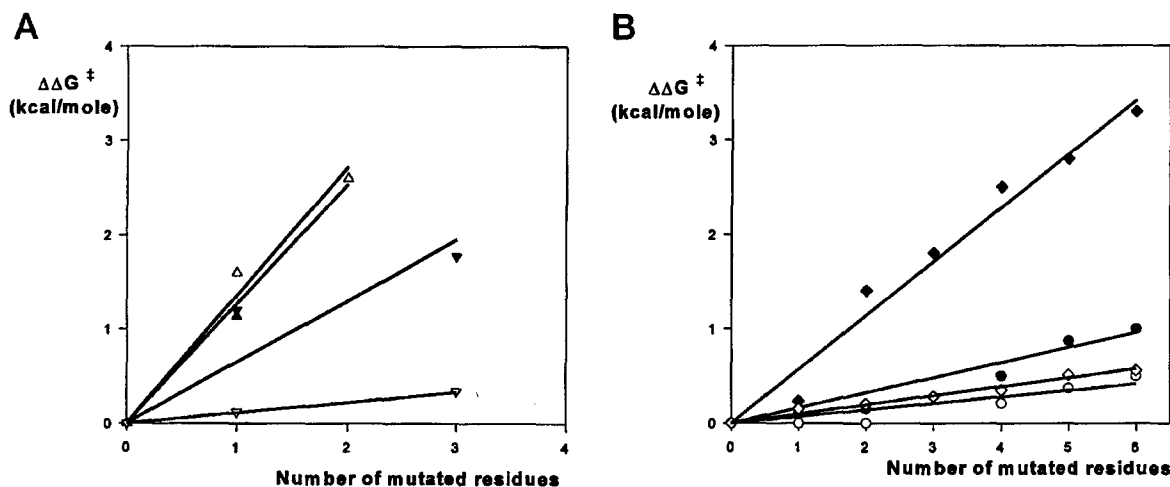 A
ΔΔG ‡
(kcal/mole)
4
3
2
1
0
0 1 2 3 4
Number of mutated residues
B
ΔΔG ‡
(kcal/mole)
4
3
2
1
0
0 1 2 3 4 5 6
Number of mutated residues